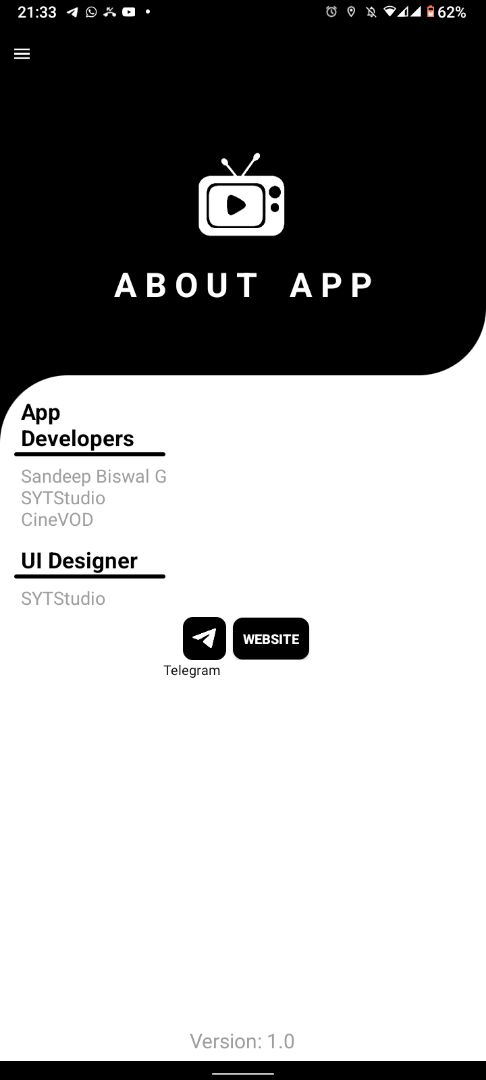 21:33 62%
ABOUT APP
App
Developers
Sandeep Biswal G
SYTStudio
CineVOD
UI Designer
SYTStudio
WEBSITE
Telegram
Version: 1.0